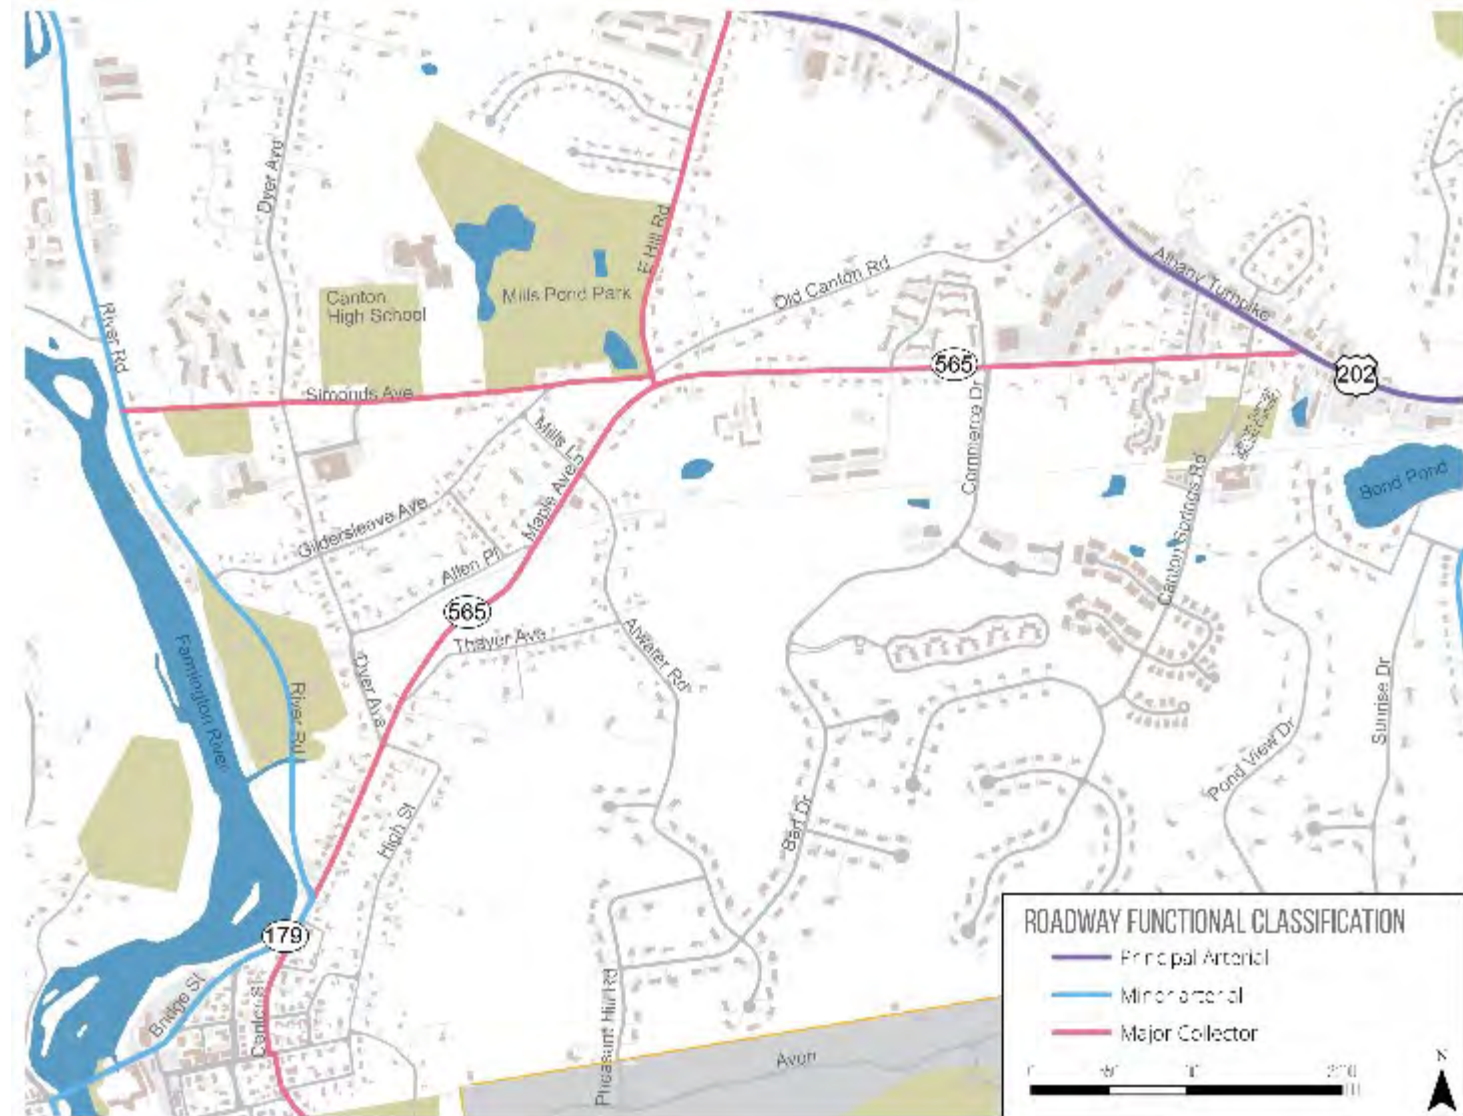 Dyer Ave
E Hill Rd
Mills Pond Park
Canton
High School
River Rd
Old Canton Rd
Albany Turnpike
565
202
Simonds Ave
Mills Ln
Maple Ave
Commerce Dr
Canton Springs Rd
Bond Pond
Gildersleave Ave
Allen Pl
565
Thayer Ave
Atwater Rd
Farmington River
River Rd
Dyer Ave
Pond View Dr
Sunrise Dr
High St
Barl Dr
179
Bridge St
Canton St
Pheasant Hill Rd
Avon
ROADWAY FUNCTIONAL CLASSIFICATION
Principal Arterial
Minor arterial
Major Collector
N